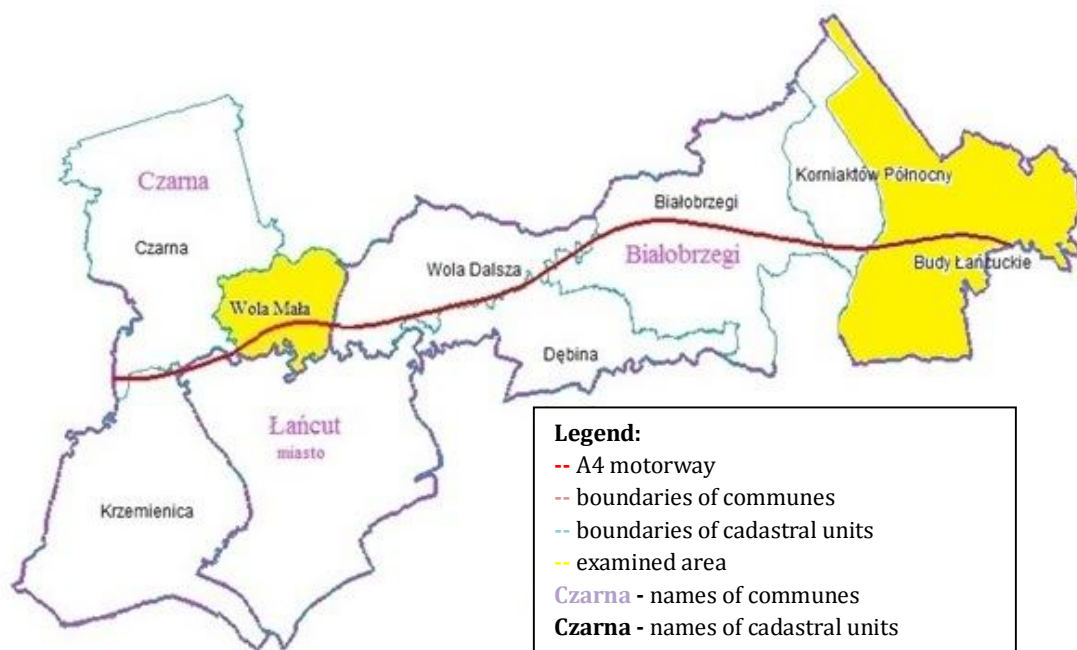 Czarna
Czarna
Korniaktów Północny
Białobrzegi
Białobrzegi
Wola Dalsza
Budy Łańcuckie
Wola Mała
Dębina
Łańcut
miasto
Krzemienica
Legend:
-- A4 motorway
-- boundaries of communes
-- boundaries of cadastral units
-- examined area
Czarna - names of communes
Czarna - names of cadastral units